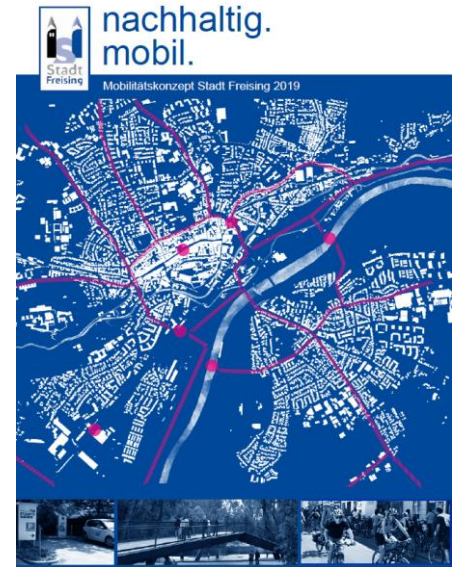 nachhaltig.
mobil.
Stadt
Freising
Mobilitätskonzept Stadt Freising 2019